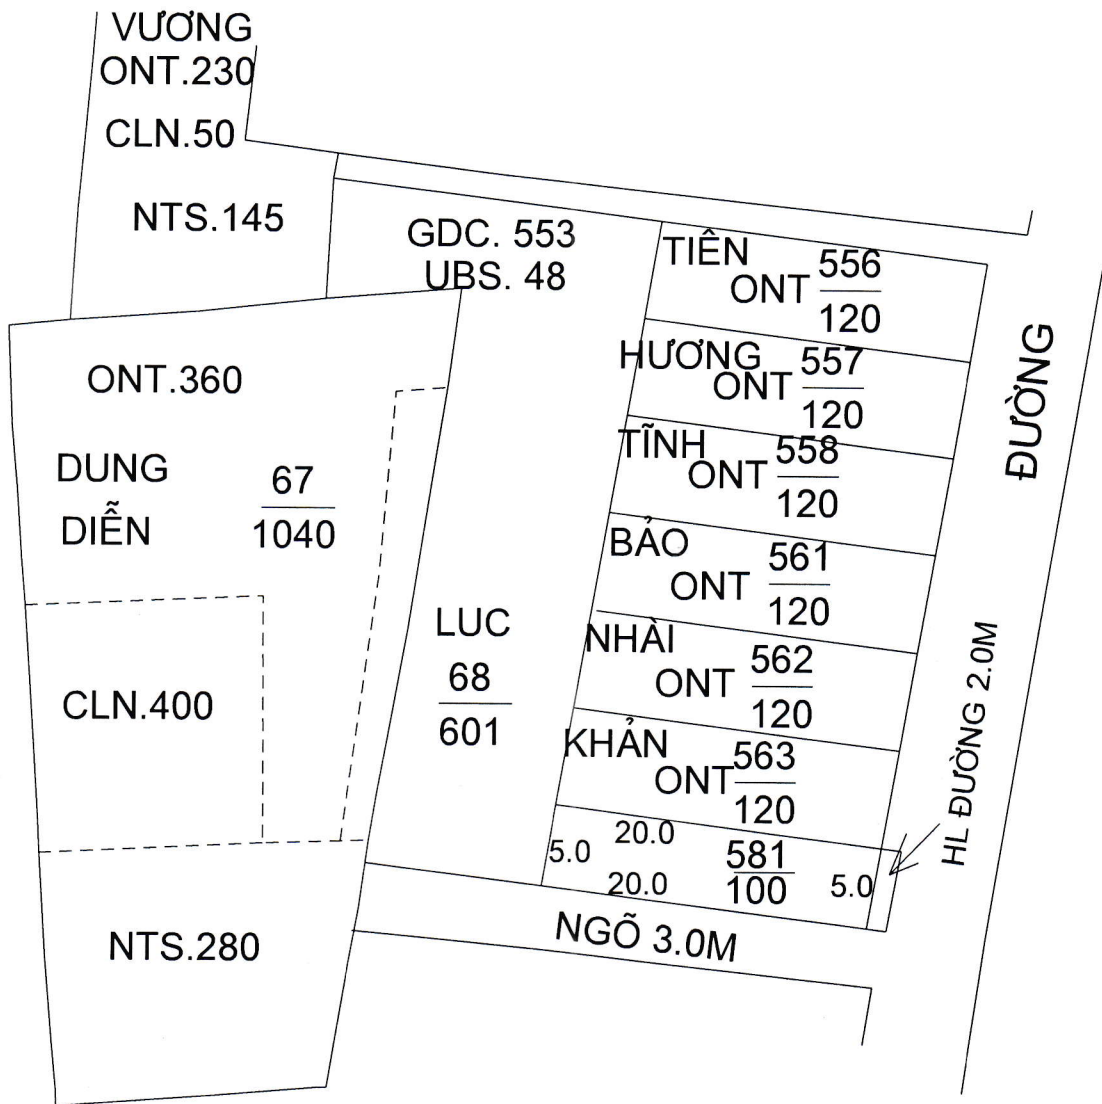 VƯƠNG
ONT.230
CLN.50
NTS.145
GDC. 553
UBS. 48
TIÊN
ONT 556
120
HƯƠNG
ONT 557
120
TĨNH
ONT 558
120
BẢO
ONT 561
120
NHÀI
ONT 562
120
KHẢN
ONT 563
120
20.0
5.0
581
100
20.0
5.0
ĐƯỜNG
HL ĐƯỜNG 2.0M
NGÕ 3.0M
LUC
68
601
ONT.360
DUNG
DIỄN
67
1040
CLN.400
NTS.280